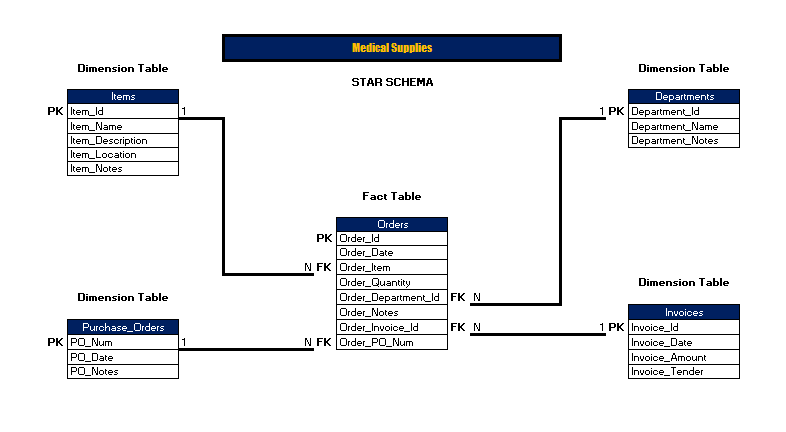 Medical Supplies
STAR SCHEMA
Dimension Table
Items
PK Item_Id 1
Item_Name
Item_Description
Item_Location
Item_Notes
Dimension Table
Departments
1 PK Department_Id
Department_Name
Department_Notes
Fact Table
Orders
PK Order_Id
Order_Date
N FK Order_Item
Order_Quantity
Order_Department_Id FK N
Order_Notes
Order_Invoice_Id FK N
N FK Order_PO_Num
Dimension Table
Purchase_Orders
PK PO_Num 1
PO_Date
PO_Notes
Dimension Table
Invoices
1 PK Invoice_Id
Invoice_Date
Invoice_Amount
Invoice_Tender